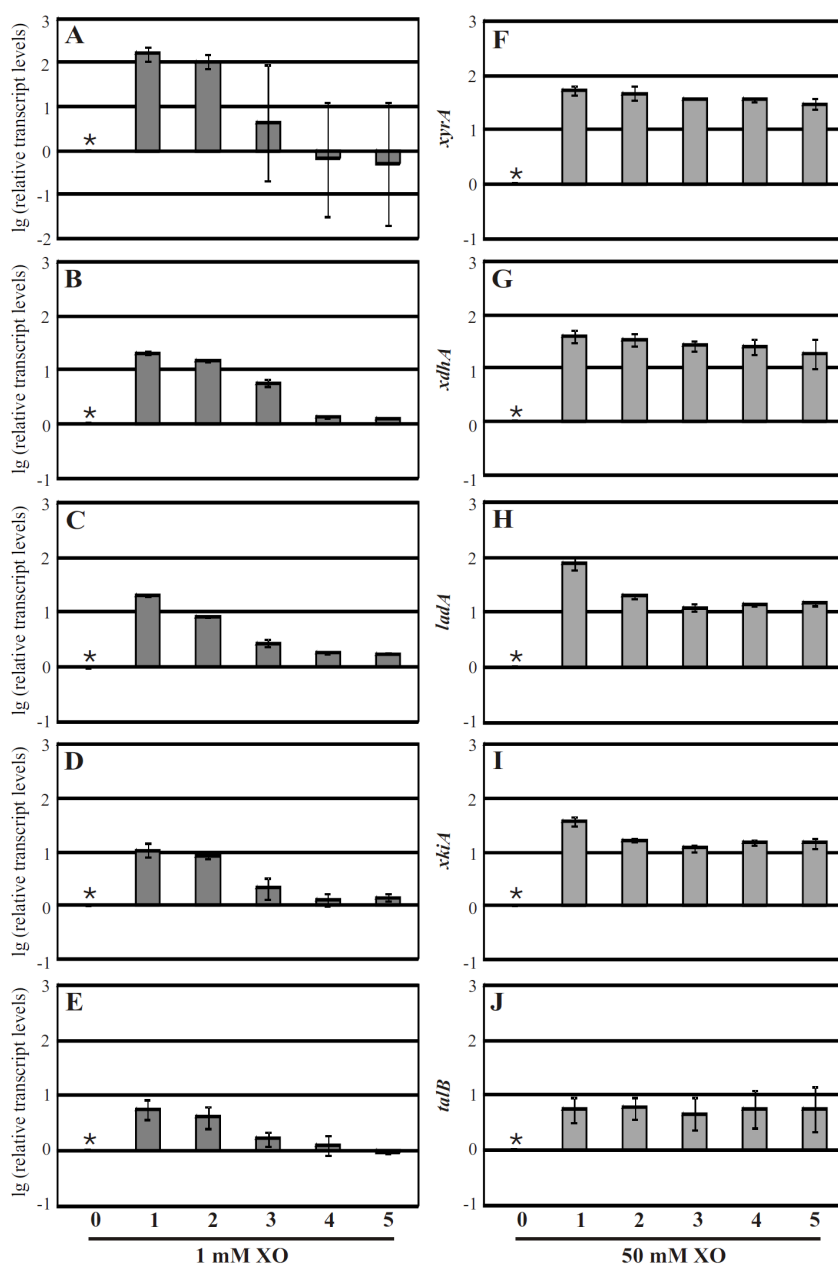 A
lg (relative transcript levels)
3
2
1
0
-1
-2
*
F
xyrA
3
2
1
0
-1
*
B
lg (relative transcript levels)
3
2
1
0
-1
*
G
xdhA
3
2
1
0
-1
*
C
lg (relative transcript levels)
3
2
1
0
-1
*
H
ladA
3
2
1
0
-1
*
D
lg (relative transcript levels)
3
2
1
0
-1
*
I
xkiA
3
2
1
0
-1
*
E
lg (relative transcript levels)
3
2
1
0
-1
*
J
talB
3
2
1
0
-1
*
0 1 2 3 4 5
1 mM XO
0 1 2 3 4 5
50 mM XO